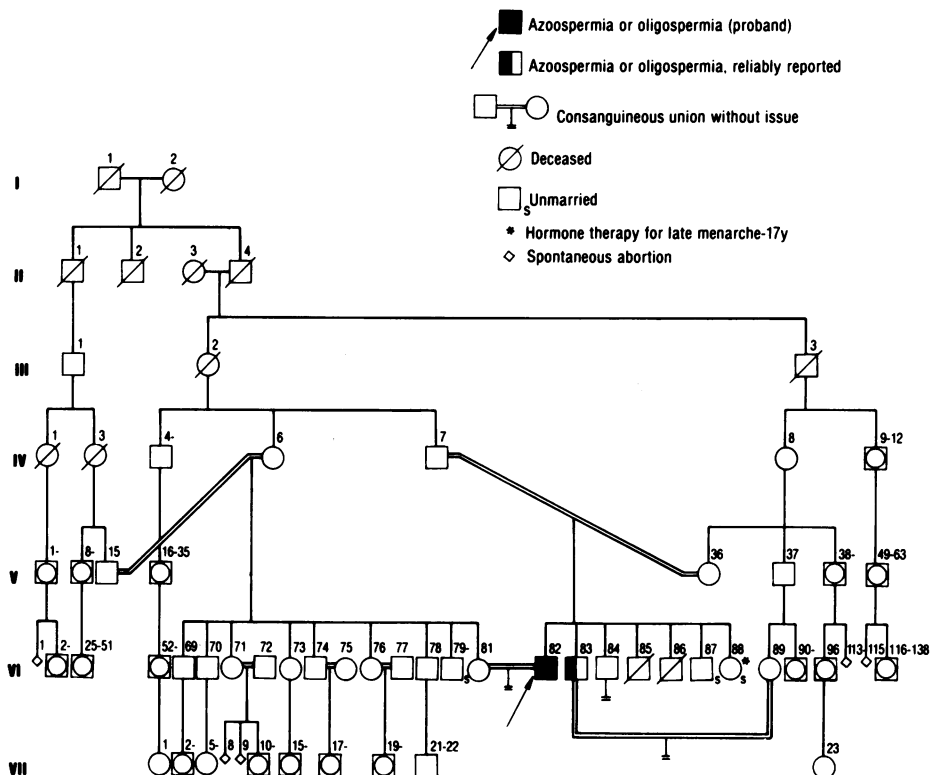 Azoospermia or oligospermia (proband)
Azoospermia or oligospermia, reliably reported
Consanguineous union without issue
Deceased
s Unmarried
* Hormone therapy for late menarche-17y
Spontaneous abortion
1 2
I
1 2 3 4
II
1 2 3
III
1 3 4- 6 7 8 9-12
IV
1- 8- 15 16-35 36 37 38- 49-63
V
1 2- 25-51 52- 69 70 71 72 73 74 75 76 77 78 79- s 81 82 83 84 85 86 87 s 88 * s 89 90- 96 113- 115 116-138
VI
1 2- 5- 8 9 10- 15- 17- 19- 21-22 23
VII